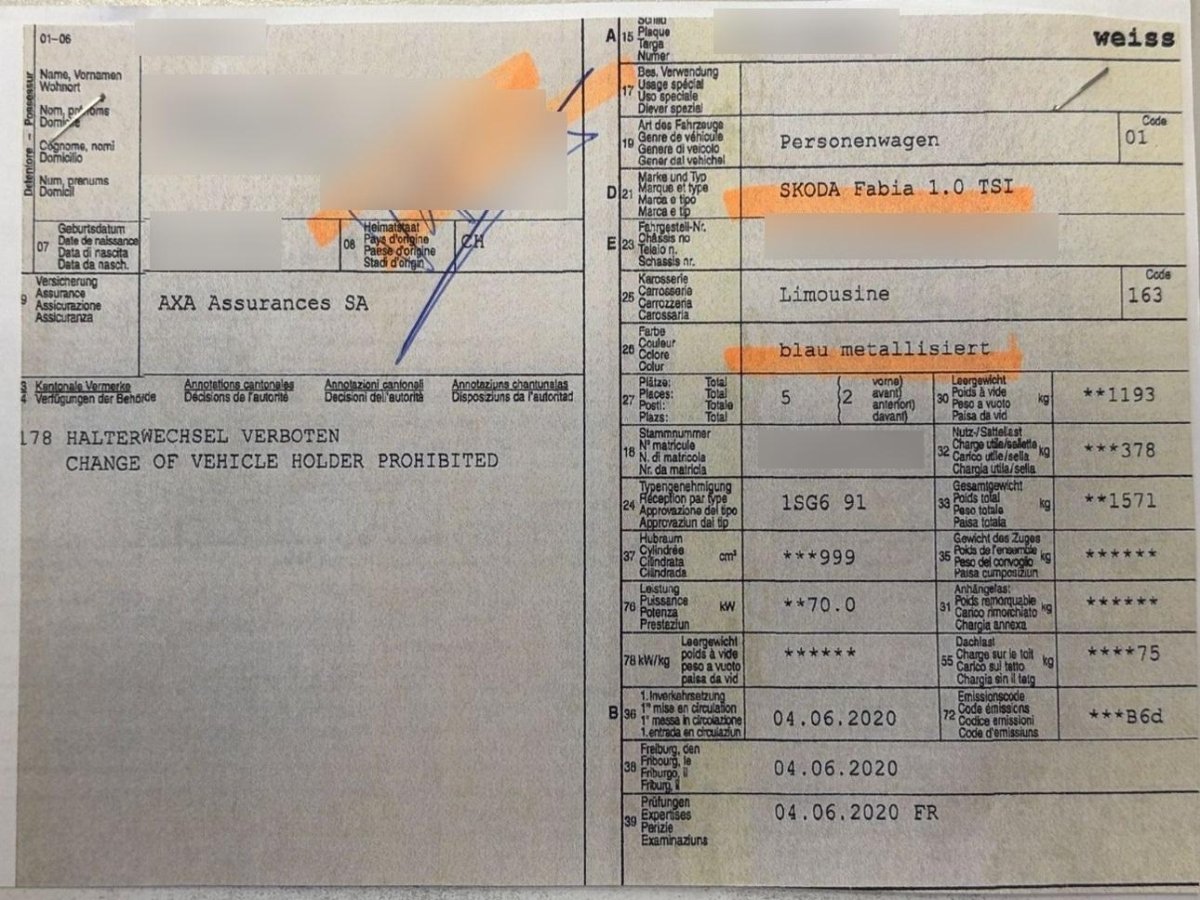 01-06
Detentore - Possessur
Name, Vornamen
Wohnort
Nom, prénoms
Domicile
Cognome, nomi
Domicilio
Num, prenums
Domicil
07
Geburtsdatum
Date de naissance
Data di nascita
Data da nasch.
08
Heimatstaat
Pays d'origine
Paese d'origine
Stadi d'origin
CH
9
Versicherung
Assurance
Assicurazione
Assicuranza
AXA Assurances SA
Kantonale Vermerke
Verfügungen der Behörde
Annotations cantonales
Décisions de l'autorité
Annotazioni cantonali
Decisioni dell'autorità
Annotaziuns chantunalas
Disposiziuns da l'autoritad
178 HALTERWECHSEL VERBOTEN
CHANGE OF VEHICLE HOLDER PROHIBITED
A 15
Schild
Plaque
Targa
Numer
weiss
17
Bes. Verwendung
Usage spécial
Uso speciale
Diever spezial
19
Art des Fahrzeugs
Genre de véhicule
Genere di veicolo
Gener dal vehichel
Personenwagen
Code
01
D 21
Marke und Typ
Marque et type
Marca e tipo
Marca e tip
SKODA Fabia 1.0 TSI
E 23
Fahrgestell-Nr.
Châssis no
Telaio n.
Schassis nr.
25
Karosserie
Carrosserie
Carrozzeria
Carossaria
Limousine
Code
163
26
Farbe
Couleur
Colore
Colur
blau metallisiert
27
Plätze: Total
Places: Total
Posti: Totale
Plazs: Total
5
(2
vorne)
avant)
anteriori)
davant)
30
Leergewicht
Poids à vide
Peso a vuoto
Paisa da vid
kg
**1193
18
Stammnummer
N° matricule
N. di matricola
Nr. da matricla
32
Nutz-/Sattellast
Charge utile/sellette
Carico utile/sella
Chargia utila/sella
kg
***378
24
Typengenehmigung
Réception par type
Approvazione del tipo
Approvaziun dal tip
1SG6 91
33
Gesamtgewicht
Poids total
Peso totale
Paisa totala
kg
**1571
37
Hubraum
Cylindrée
Cilindrata
Cilindrada
cm³
***999
35
Gewicht des Zuges
Poids de l'ensemble
Peso del convoglio
Paisa cumposiziun
kg
******
76
Leistung
Puissance
Potenza
Prestaziun
kW
**70.0
31
Anhängelast
Poids remorquable
Carico rimorchiato
Chargia annexa
kg
******
78 kW/kg
Leergewicht
poids à vide
peso a vuoto
paisa da vid
******
55
Dachlast
Charge sur le toit
Carico sul tetto
Chargia sin il tetg
kg
****75
B 36
1. Inverkehrsetzung
1re mise en circulation
1a messa in circolazione
1. entrada en circulaziun
04.06.2020
72
Emissionscode
Code émissions
Codice emissioni
Code d'emissiuns
***B6d
38
Freiburg, den
Fribourg, le
Friburgo, il
Friburg, il
04.06.2020
39
Prüfungen
Expertises
Perizie
Examinaziuns
04.06.2020 FR